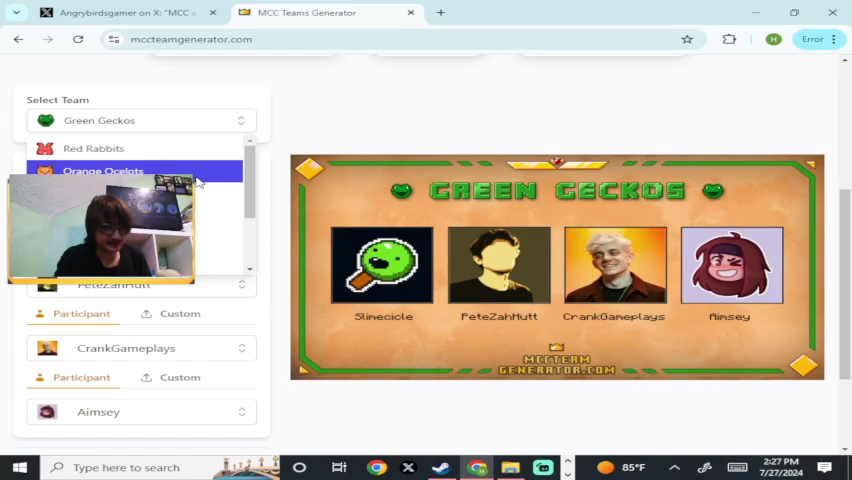 Angrybirdsgamer on X: "MCC x
MCC Teams Generator
mccteamgenerator.com
H
Error
Select Team
Green Geckos
Red Rabbits
Orange Ocelots
PeteZahHutt
Participant
Custom
CrankGameplays
Participant
Custom
Aimsey
GREEN GECKOS
Slimecicle
PeteZahHutt
CrankGameplays
Aimsey
MCCTEAM
GENERATOR.COM
Type here to search
85°F
2:27 PM
7/27/2024